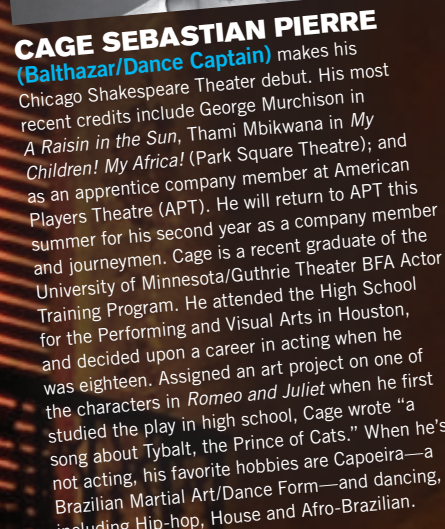 CAGE SEBASTIAN PIERRE
(Balthazar/Dance Captain) makes his
Chicago Shakespeare Theater debut. His most
recent credits include George Murchison in
A Raisin in the Sun, Thami Mbikwana in My
Children! My Africa! (Park Square Theatre); and
as an apprentice company member at American
Players Theatre (APT). He will return to APT this
summer for his second year as a company member
and journeymen. Cage is a recent graduate of the
University of Minnesota/Guthrie Theater BFA Actor
Training Program. He attended the High School
for the Performing and Visual Arts in Houston,
and decided upon a career in acting when he
was eighteen. Assigned an art project on one of
the characters in Romeo and Juliet when he first
studied the play in high school, Cage wrote “a
song about Tybalt, the Prince of Cats.” When he’s
not acting, his favorite hobbies are Capoeira—a
Brazilian Martial Art/Dance Form—and dancing,
including Hip-hop, House and Afro-Brazilian.